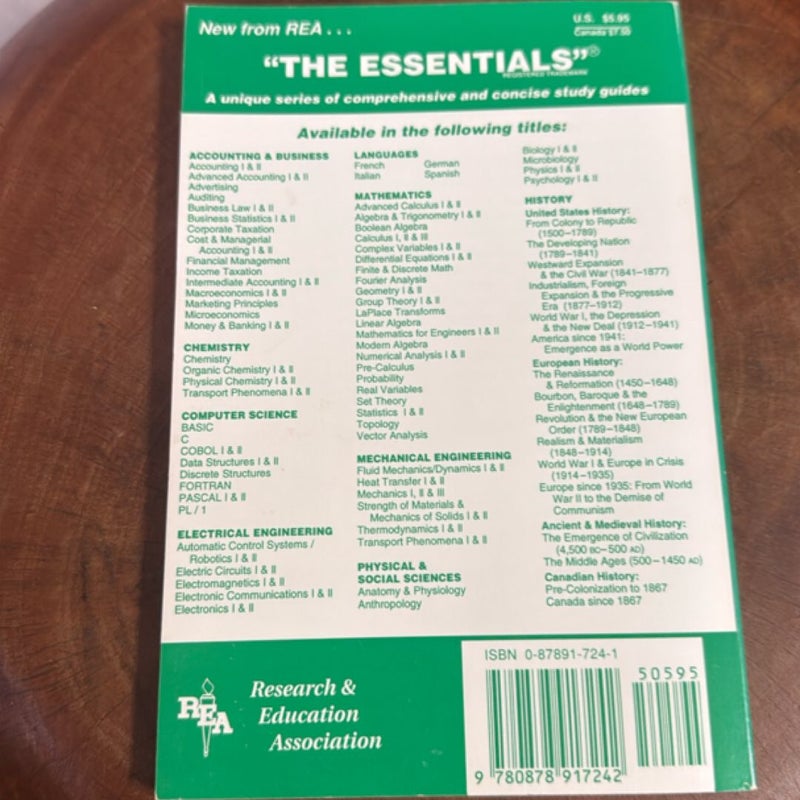 New from REA . . .
U.S. $5.95
Canada $7.50
“THE ESSENTIALS”®
REGISTERED TRADEMARK
A unique series of comprehensive and concise study guides
Available in the following titles:
ACCOUNTING & BUSINESS
Accounting I & II
Advanced Accounting I & II
Advertising
Auditing
Business Law I & II
Business Statistics I & II
Corporate Taxation
Cost & Managerial
Accounting I & II
Financial Management
Income Taxation
Intermediate Accounting I & II
Macroeconomics I & II
Marketing Principles
Microeconomics
Money & Banking I & II
CHEMISTRY
Chemistry
Organic Chemistry I & II
Physical Chemistry I & II
Transport Phenomena I & II
COMPUTER SCIENCE
BASIC
C
COBOL I & II
Data Structures I & II
Discrete Structures
FORTRAN
PASCAL I & II
PL / 1
ELECTRICAL ENGINEERING
Automatic Control Systems /
Robotics I & II
Electric Circuits I & II
Electromagnetics I & II
Electronic Communications I & II
Electronics I & II
LANGUAGES
French German
Italian Spanish
MATHEMATICS
Advanced Calculus I & II
Algebra & Trigonometry I & II
Boolean Algebra
Calculus I, II & III
Complex Variables I & II
Differential Equations I & II
Finite & Discrete Math
Fourier Analysis
Geometry I & II
Group Theory I & II
LaPlace Transforms
Linear Algebra
Mathematics for Engineers I & II
Modern Algebra
Numerical Analysis I & II
Pre-Calculus
Probability
Real Variables
Set Theory
Statistics I & II
Topology
Vector Analysis
MECHANICAL ENGINEERING
Fluid Mechanics/Dynamics I & II
Heat Transfer I & II
Mechanics I, II & III
Strength of Materials &
Mechanics of Solids I & II
Thermodynamics I & II
Transport Phenomena I & II
PHYSICAL &
SOCIAL SCIENCES
Anatomy & Physiology
Anthropology
Biology I & II
Microbiology
Physics I & II
Psychology I & II
HISTORY
United States History:
From Colony to Republic
(1500–1789)
The Developing Nation
(1789–1841)
Westward Expansion
& the Civil War (1841–1877)
Industrialism, Foreign
Expansion & the Progressive
Era (1877–1912)
World War I, the Depression
& the New Deal (1912–1941)
America since 1941:
Emergence as a World Power
European History:
The Renaissance
& Reformation (1450–1648)
Bourbon, Baroque & the
Enlightenment (1648–1789)
Revolution & the New European
Order (1789–1848)
Realism & Materialism
(1848–1914)
World War I & Europe in Crisis
(1914–1935)
Europe since 1935: From World
War II to the Demise of
Communism
Ancient & Medieval History:
The Emergence of Civilization
(4,500 BC–500 AD)
The Middle Ages (500–1450 AD)
Canadian History:
Pre-Colonization to 1867
Canada since 1867
REA
Research &
Education
Association
ISBN 0-87891-724-1
50595
9 780878 917242